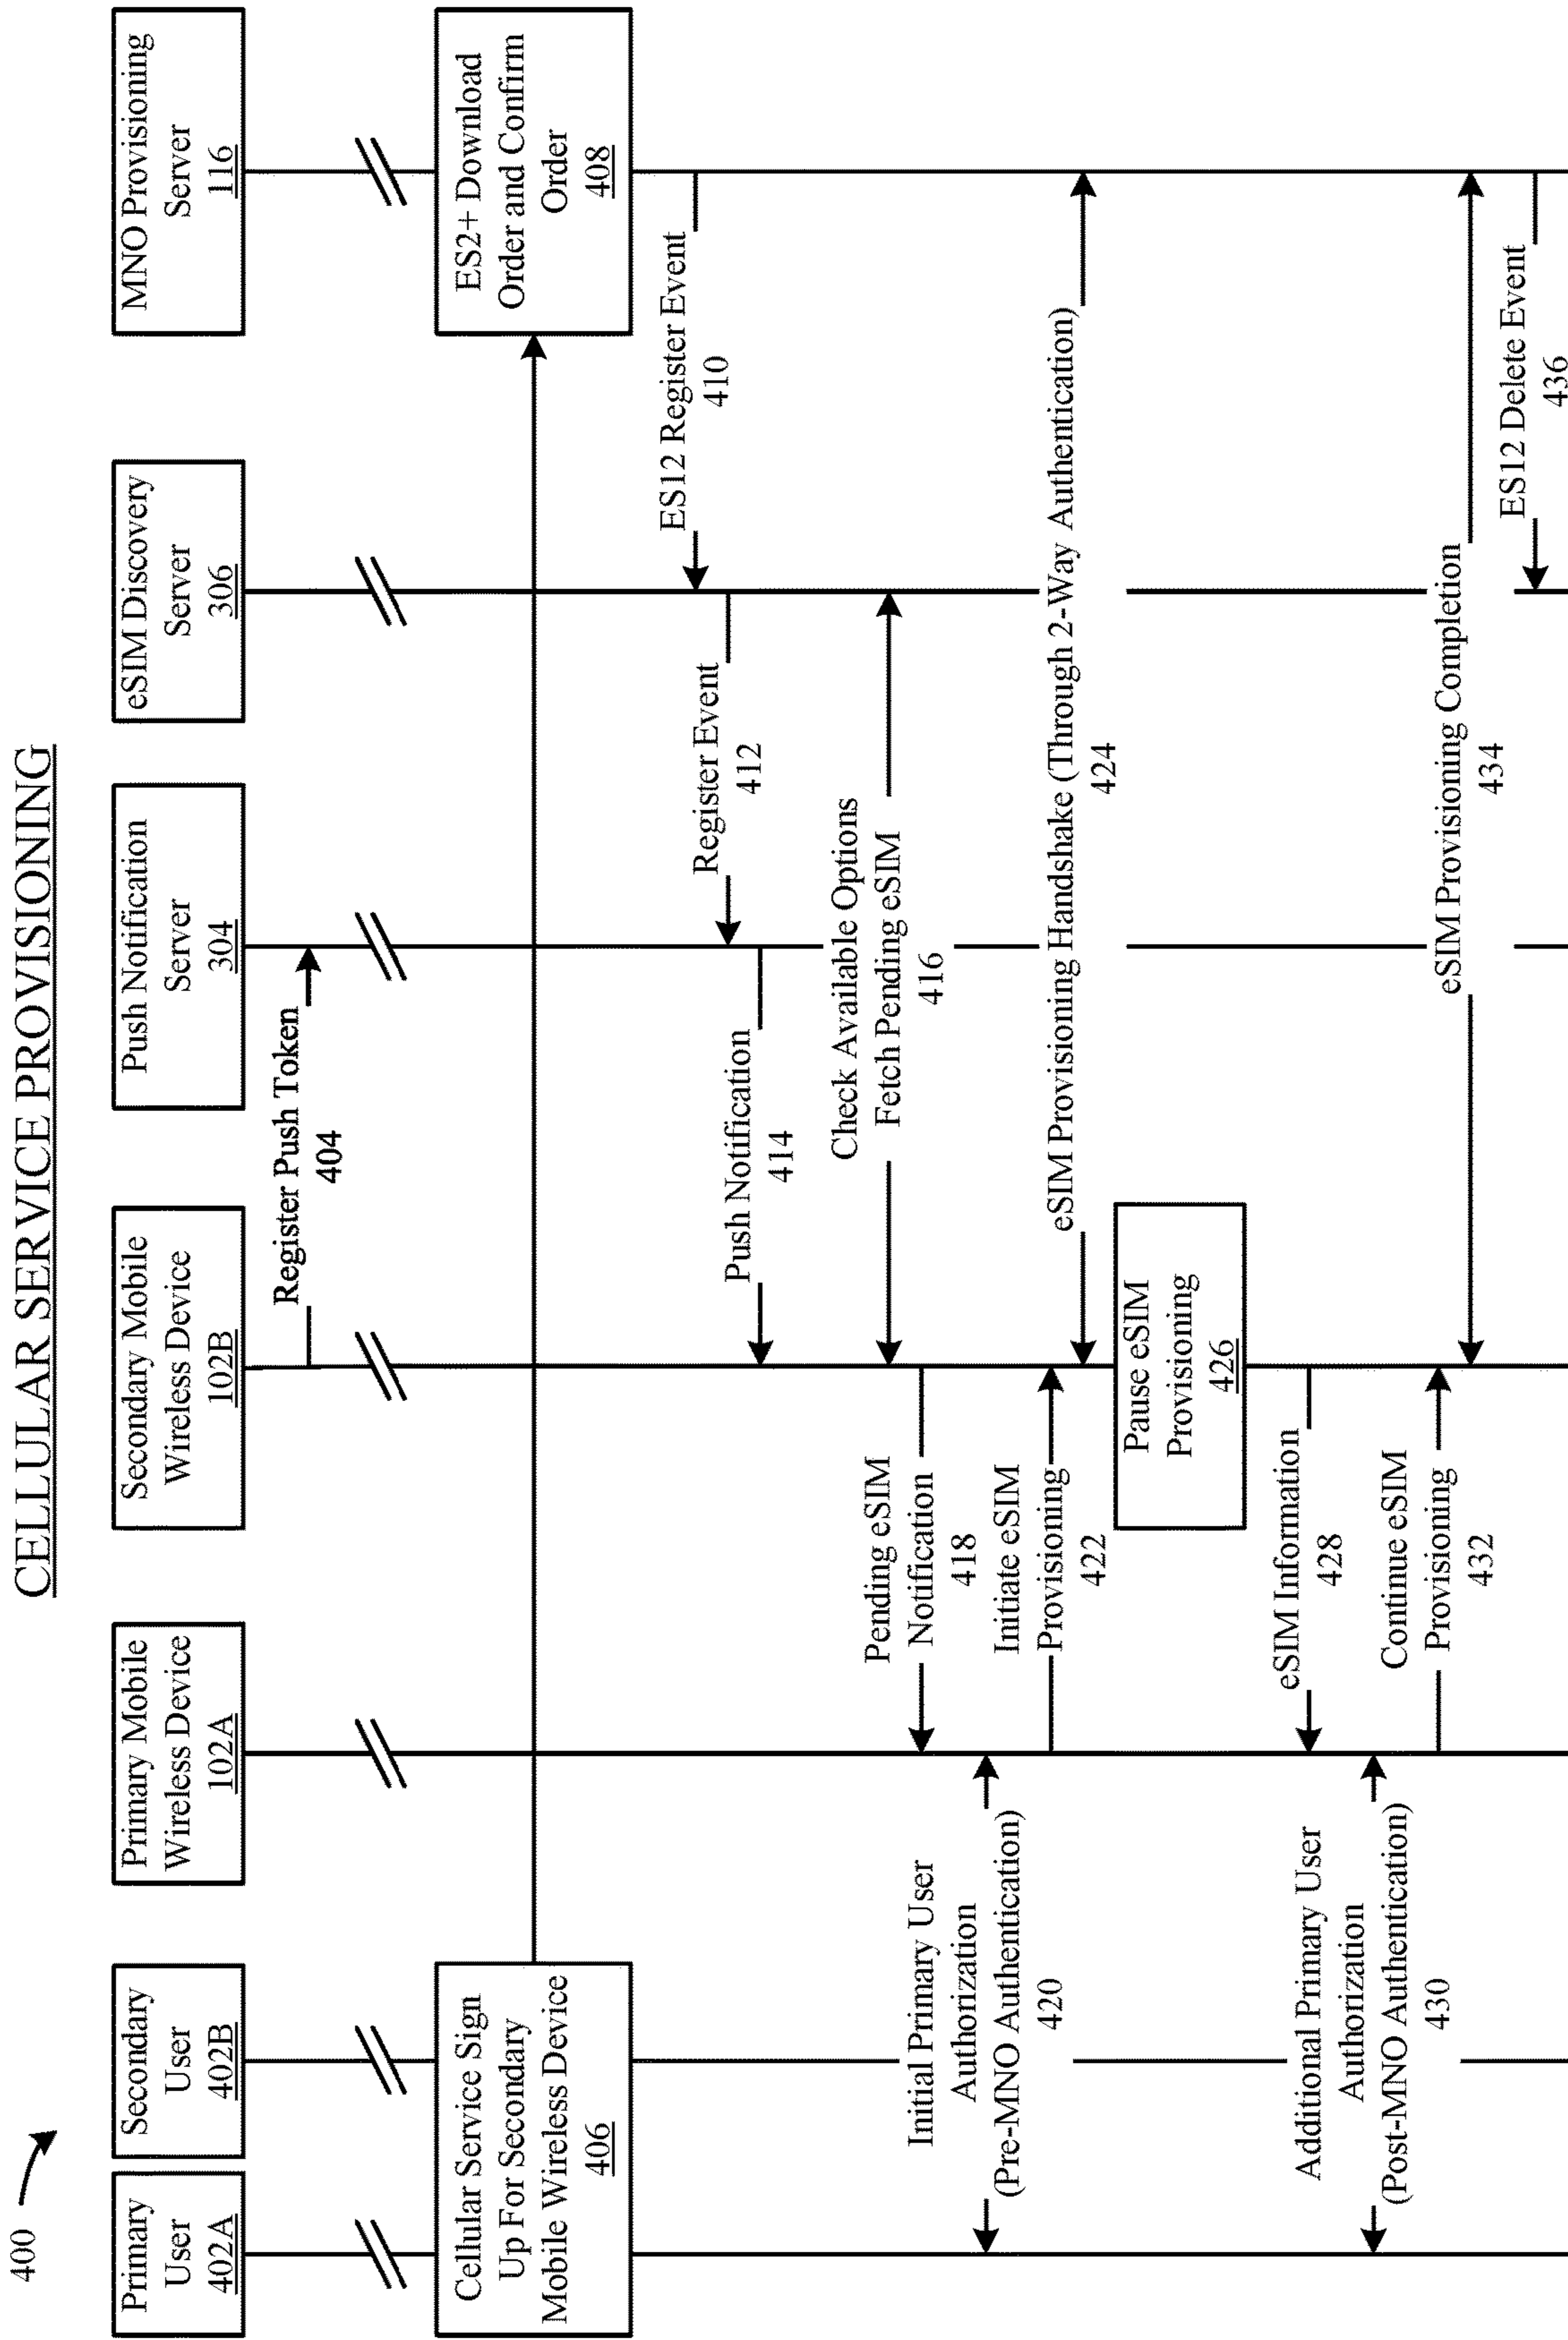 CELLULAR SERVICE PROVISIONING
400
Primary
User
402A
Secondary
User
402B
Primary Mobile
Wireless Device
102A
Secondary Mobile
Wireless Device
102B
Push Notification
Server
304
eSIM Discovery
Server
306
MNO Provisioning
Server
116
Register Push Token
404
Cellular Service Sign
Up For Secondary
Mobile Wireless Device
406
ES2+ Download
Order and Confirm
Order
408
ES12 Register Event
410
Register Event
412
Push Notification
414
Check Available Options
Fetch Pending eSIM
416
Pending eSIM
Notification
418
Initial Primary User
Authorization
(Pre-MNO Authentication)
420
Initiate eSIM
Provisioning
422
eSIM Provisioning Handshake (Through 2-Way Authentication)
424
Pause eSIM
Provisioning
426
eSIM Information
428
Additional Primary User
Authorization
(Post-MNO Authentication)
430
Continue eSIM
Provisioning
432
eSIM Provisioning Completion
434
ES12 Delete Event
436